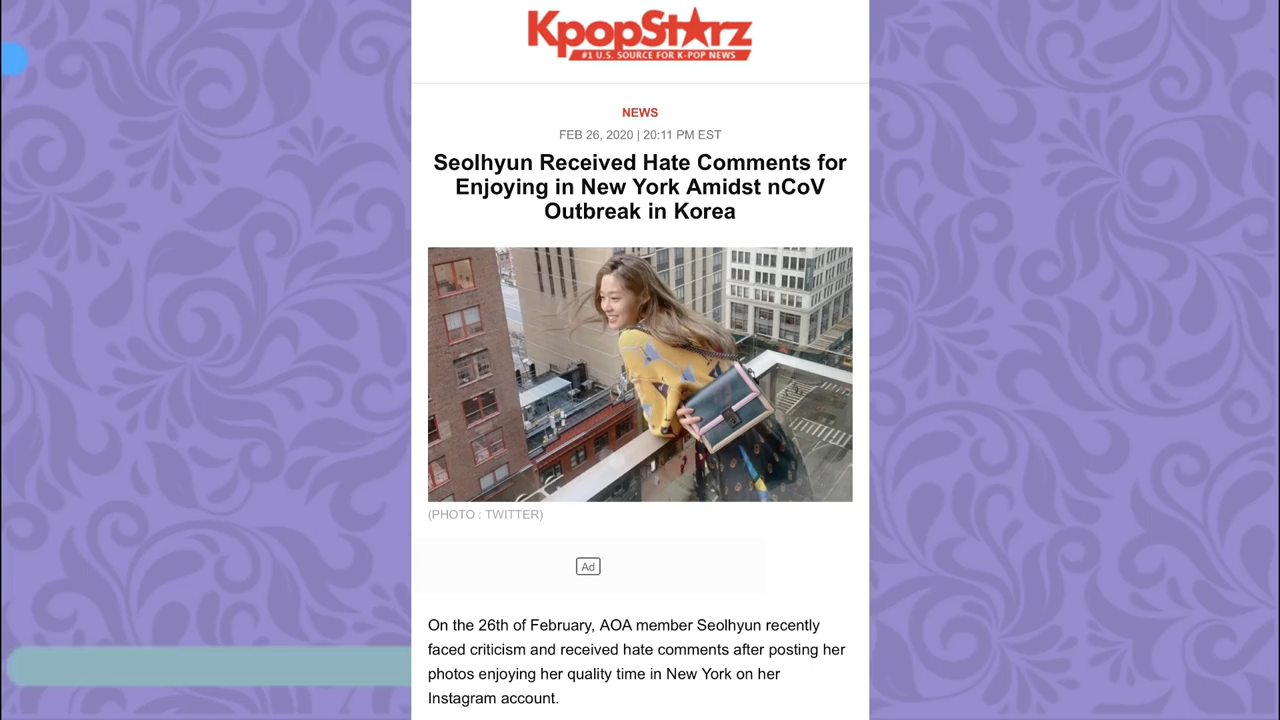 KpopStarz
#1 U.S. SOURCE FOR K-POP NEWS
NEWS
FEB 26, 2020 | 20:11 PM EST
Seolhyun Received Hate Comments for
Enjoying in New York Amidst nCoV
Outbreak in Korea
(PHOTO : TWITTER)
Ad
On the 26th of February, AOA member Seolhyun recently
faced criticism and received hate comments after posting her
photos enjoying her quality time in New York on her
Instagram account.